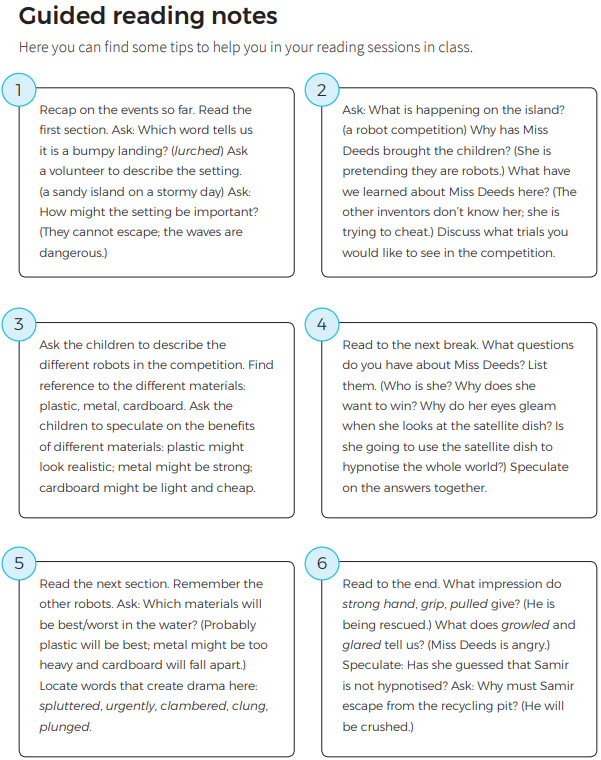 Guided reading notes
Here you can find some tips to help you in your reading sessions in class.
1
Recap on the events so far. Read the
first section. Ask: Which word tells us
it is a bumpy landing? (lurched) Ask
a volunteer to describe the setting.
(a sandy island on a stormy day) Ask:
How might the setting be important?
(They cannot escape; the waves are
dangerous.)
2
Ask: What is happening on the island?
(a robot competition) Why has Miss
Deeds brought the children? (She is
pretending they are robots.) What have
we learned about Miss Deeds here? (The
other inventors don't know her; she is
trying to cheat.) Discuss what trials you
would like to see in the competition.
3
Ask the children to describe the
different robots in the competition. Find
reference to the different materials:
plastic, metal, cardboard. Ask the
children to speculate on the benefits
of different materials: plastic might
look realistic; metal might be strong;
cardboard might be light and cheap.
4
Read to the next break. What questions
do you have about Miss Deeds? List
them. (Who is she? Why does she
want to win? Why do her eyes gleam
when she looks at the satellite dish? Is
she going to use the satellite dish to
hypnotise the whole world?) Speculate
on the answers together.
5
Read the next section. Remember the
other robots. Ask: Which materials will
be best/worst in the water? (Probably
plastic will be best; metal might be too
heavy and cardboard will fall apart.)
Locate words that create drama here:
spluttered, urgently, clambered, clung,
plunged.
6
Read to the end. What impression do
strong hand, grip, pulled give? (He is
being rescued.) What does growled and
glared tell us? (Miss Deeds is angry.)
Speculate: Has she guessed that Samir
is not hypnotised? Ask: Why must Samir
escape from the recycling pit? (He will
be crushed.)